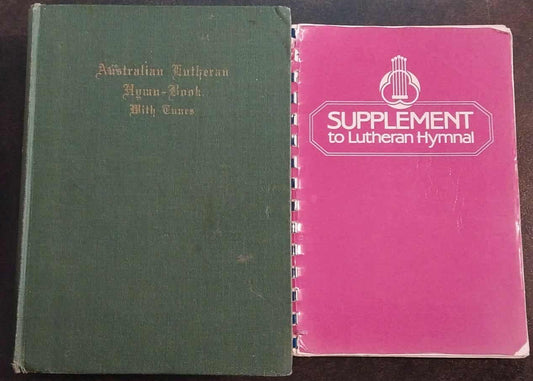 Australian Lutheran
Hymn-Book
With Tunes
SUPPLEMENT
to Lutheran Hymnal